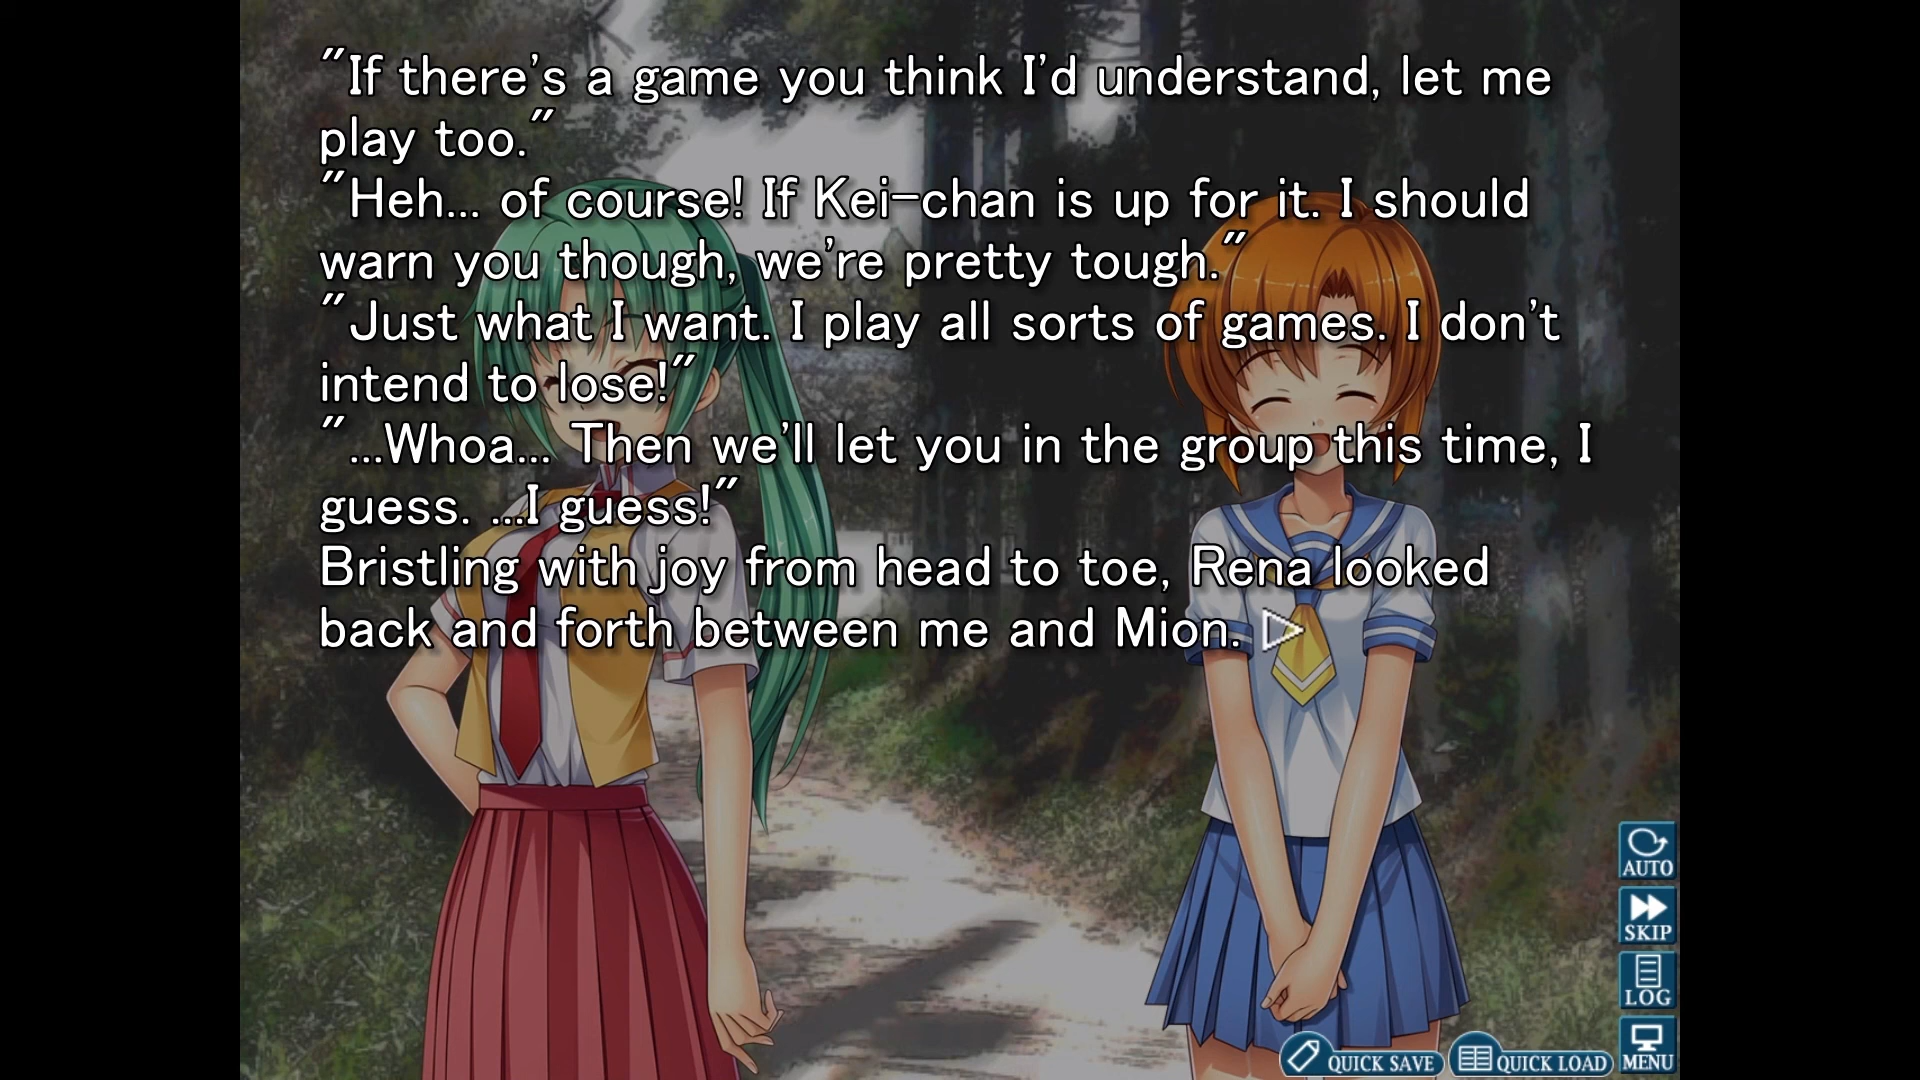 "If there's a game you think I'd understand, let me
play too."
"Heh... of course! If Kei-chan is up for it. I should
warn you though, we're pretty tough."
"Just what I want. I play all sorts of games. I don't
intend to lose!"
"...Whoa... Then we'll let you in the group this time, I
guess. ...I guess!"
Bristling with joy from head to toe, Rena looked
back and forth between me and Mion.
AUTO
SKIP
LOG
MENU
QUICK SAVE
QUICK LOAD